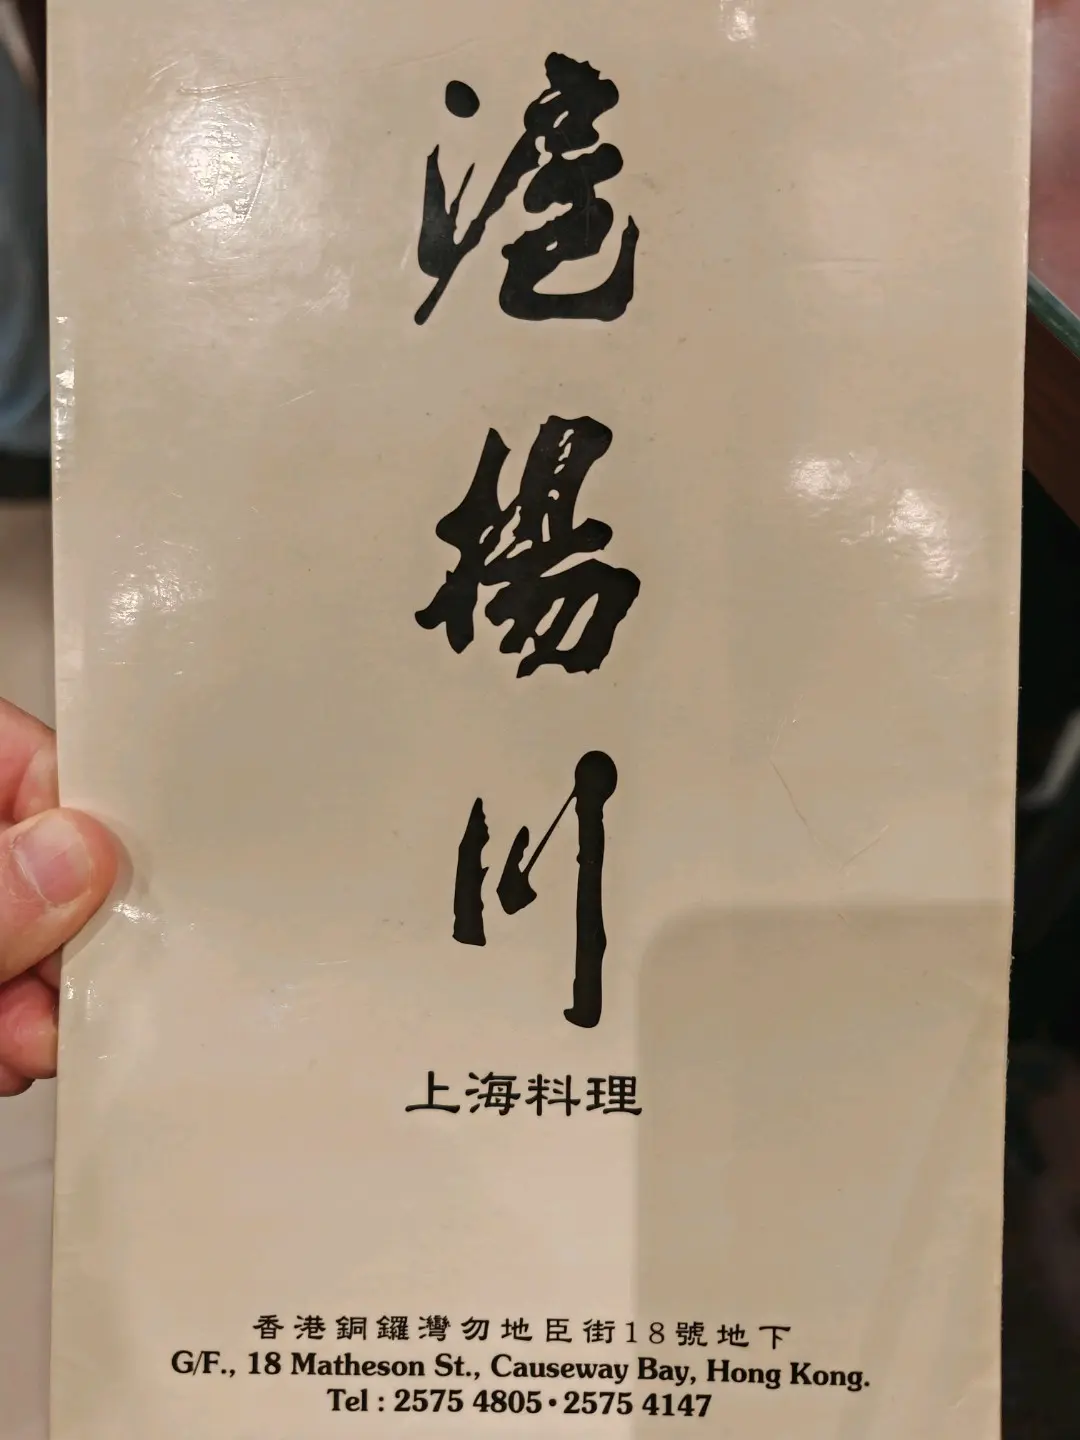 滬揚川
上海料理
香港銅鑼灣勿地臣街18號地下
G/F., 18 Matheson St., Causeway Bay, Hong Kong.
Tel : 2575 4805 • 2575 4147